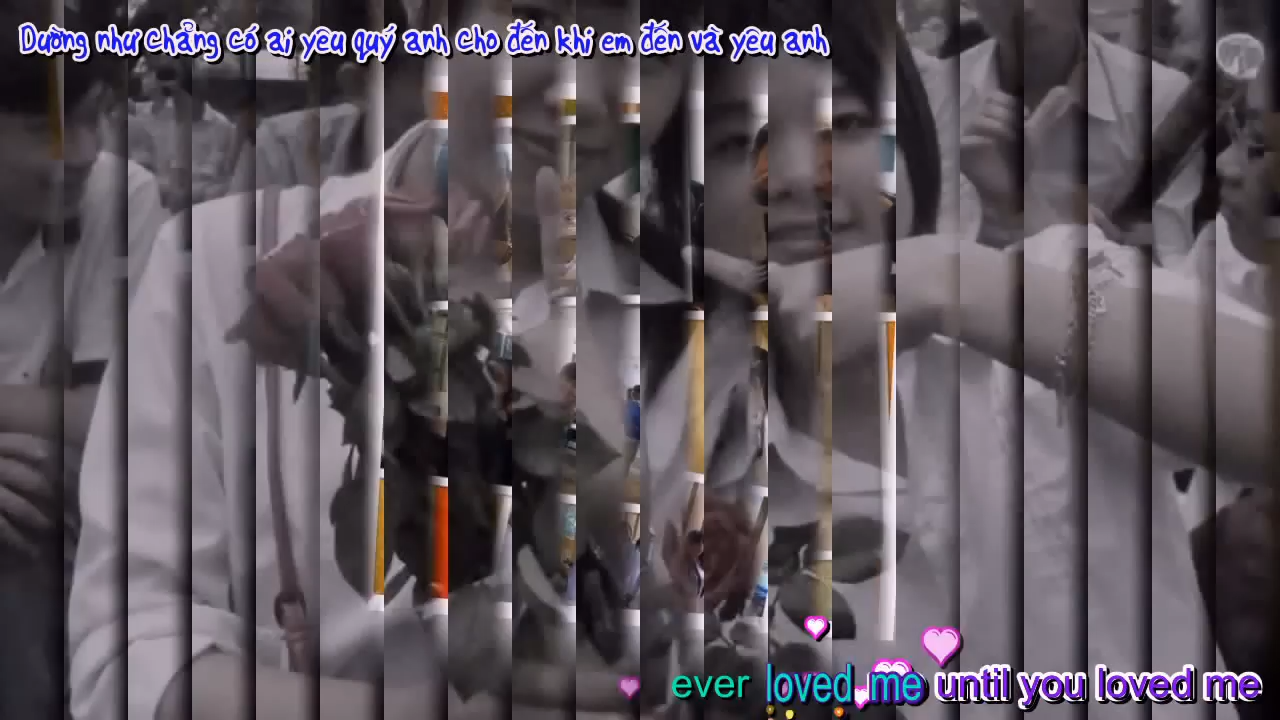 Dường như chẳng có ai yêu quý anh cho đến khi em đến và yêu anh
ever loved me until you loved me